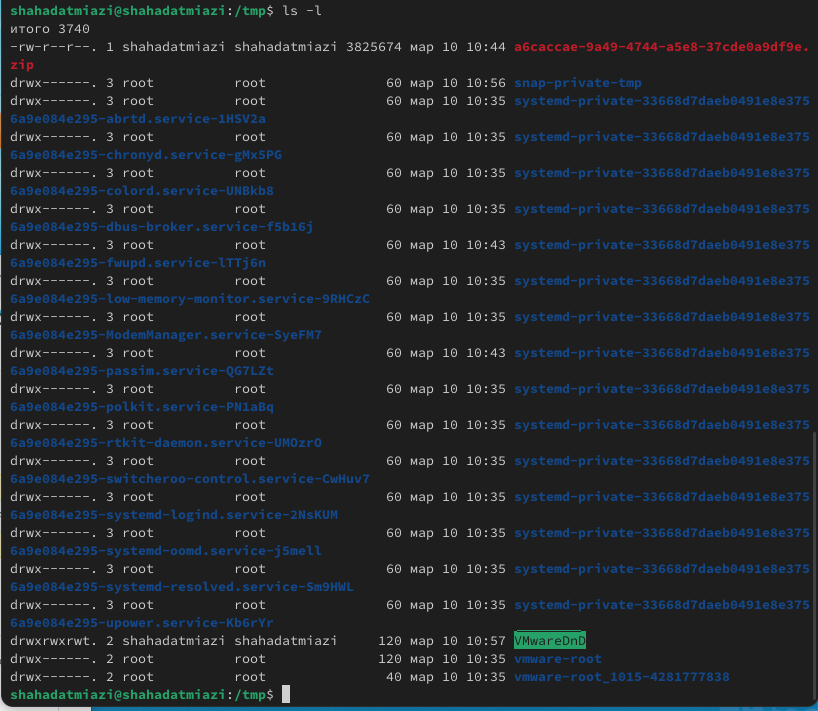 shahadatmiazi@shahadatmiazi:/tmp$ ls -l
итого 3740
-rw-r--r--. 1 shahadatmiazi shahadatmiazi 3825674 мар 10 10:44 a6caccae-9a49-4744-a5e8-37cde0a9df9e.
zip
drwx------. 3 root          root               60 мар 10 10:56 snap-private-tmp
drwx------. 3 root          root               60 мар 10 10:35 systemd-private-33668d7daeb0491e8e375
6a9e084e295-abrtd.service-1HSV2a
drwx------. 3 root          root               60 мар 10 10:35 systemd-private-33668d7daeb0491e8e375
6a9e084e295-chronyd.service-gMxSPG
drwx------. 3 root          root               60 мар 10 10:35 systemd-private-33668d7daeb0491e8e375
6a9e084e295-colord.service-UNBkb8
drwx------. 3 root          root               60 мар 10 10:35 systemd-private-33668d7daeb0491e8e375
6a9e084e295-dbus-broker.service-f5b16j
drwx------. 3 root          root               60 мар 10 10:43 systemd-private-33668d7daeb0491e8e375
6a9e084e295-fwupd.service-lTTj6n
drwx------. 3 root          root               60 мар 10 10:35 systemd-private-33668d7daeb0491e8e375
6a9e084e295-low-memory-monitor.service-9RHCzC
drwx------. 3 root          root               60 мар 10 10:35 systemd-private-33668d7daeb0491e8e375
6a9e084e295-ModemManager.service-SyeFM7
drwx------. 3 root          root               60 мар 10 10:43 systemd-private-33668d7daeb0491e8e375
6a9e084e295-passim.service-QG7LZt
drwx------. 3 root          root               60 мар 10 10:35 systemd-private-33668d7daeb0491e8e375
6a9e084e295-polkit.service-PN1aBq
drwx------. 3 root          root               60 мар 10 10:35 systemd-private-33668d7daeb0491e8e375
6a9e084e295-rtkit-daemon.service-UMOzrO
drwx------. 3 root          root               60 мар 10 10:35 systemd-private-33668d7daeb0491e8e375
6a9e084e295-switcheroo-control.service-CwHuv7
drwx------. 3 root          root               60 мар 10 10:35 systemd-private-33668d7daeb0491e8e375
6a9e084e295-systemd-logind.service-2NsKUM
drwx------. 3 root          root               60 мар 10 10:35 systemd-private-33668d7daeb0491e8e375
6a9e084e295-systemd-oomd.service-j5mell
drwx------. 3 root          root               60 мар 10 10:35 systemd-private-33668d7daeb0491e8e375
6a9e084e295-systemd-resolved.service-Sm9HWL
drwx------. 3 root          root               60 мар 10 10:35 systemd-private-33668d7daeb0491e8e375
6a9e084e295-upower.service-Kb6rYr
drwxrwxrwt. 2 shahadatmiazi shahadatmiazi     120 мар 10 10:57 VMwareDnD
drwx------. 2 root          root              120 мар 10 10:35 vmware-root
drwx------. 2 root          root               40 мар 10 10:35 vmware-root_1015-4281777838
shahadatmiazi@shahadatmiazi:/tmp$